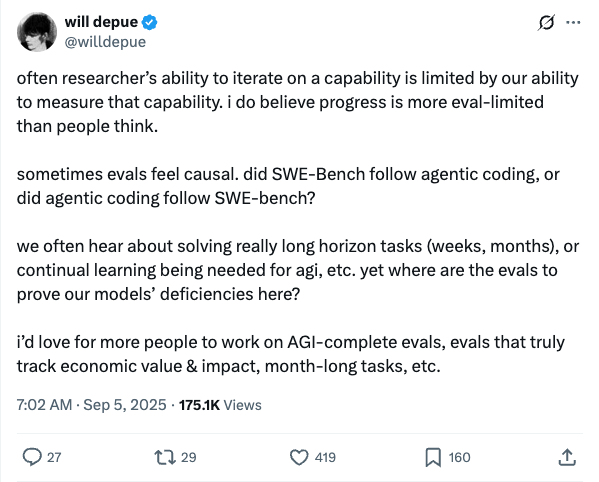 will depue
@willdepue
often researcher's ability to iterate on a capability is limited by our ability
to measure that capability. i do believe progress is more eval-limited
than people think.
sometimes evals feel causal. did SWE-Bench follow agentic coding, or
did agentic coding follow SWE-bench?
we often hear about solving really long horizon tasks (weeks, months), or
continual learning being needed for agi, etc. yet where are the evals to
prove our models' deficiencies here?
i'd love for more people to work on AGI-complete evals, evals that truly
track economic value & impact, month-long tasks, etc.
7:02 AM · Sep 5, 2025 · 175.1K Views
27 29 419 160